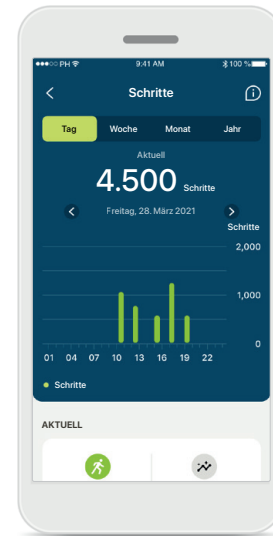 PH 9:41 AM 100 %
Schritte
Tag Woche Monat Jahr
Aktuell
4.500 Schritte
Freitag, 28. März 2021
Schritte
2,000
1,000
0
01 04 07 10 13 16 19 22
Schritte
AKTUELL